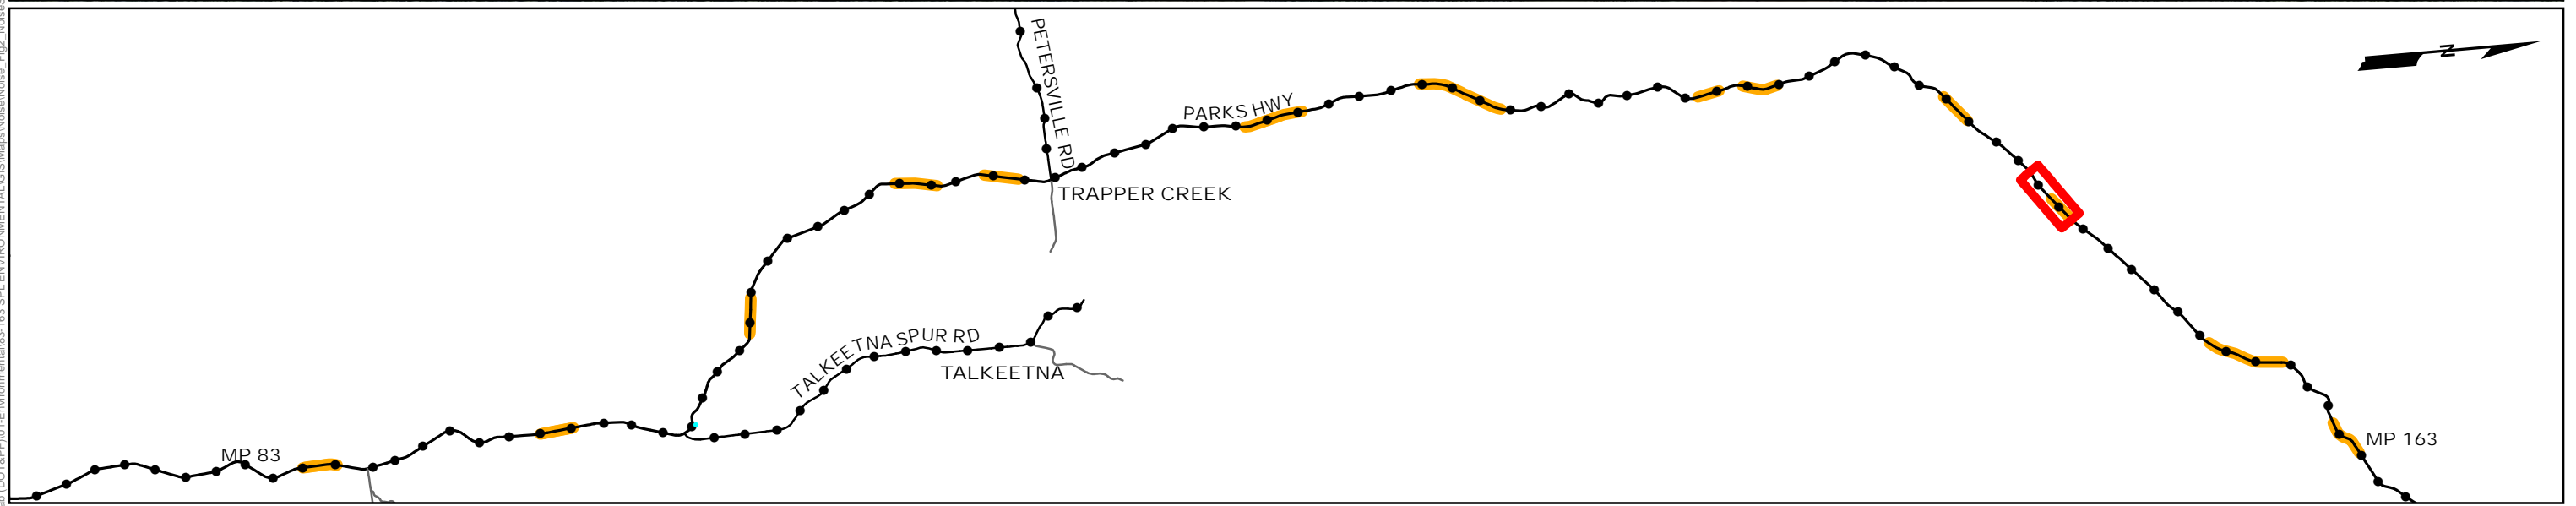 PETERSVILLE RD
PARKS HWY
N
TRAPPER CREEK
TALKEETNA SPUR RD
TALKEETNA
MP 83
MP 163